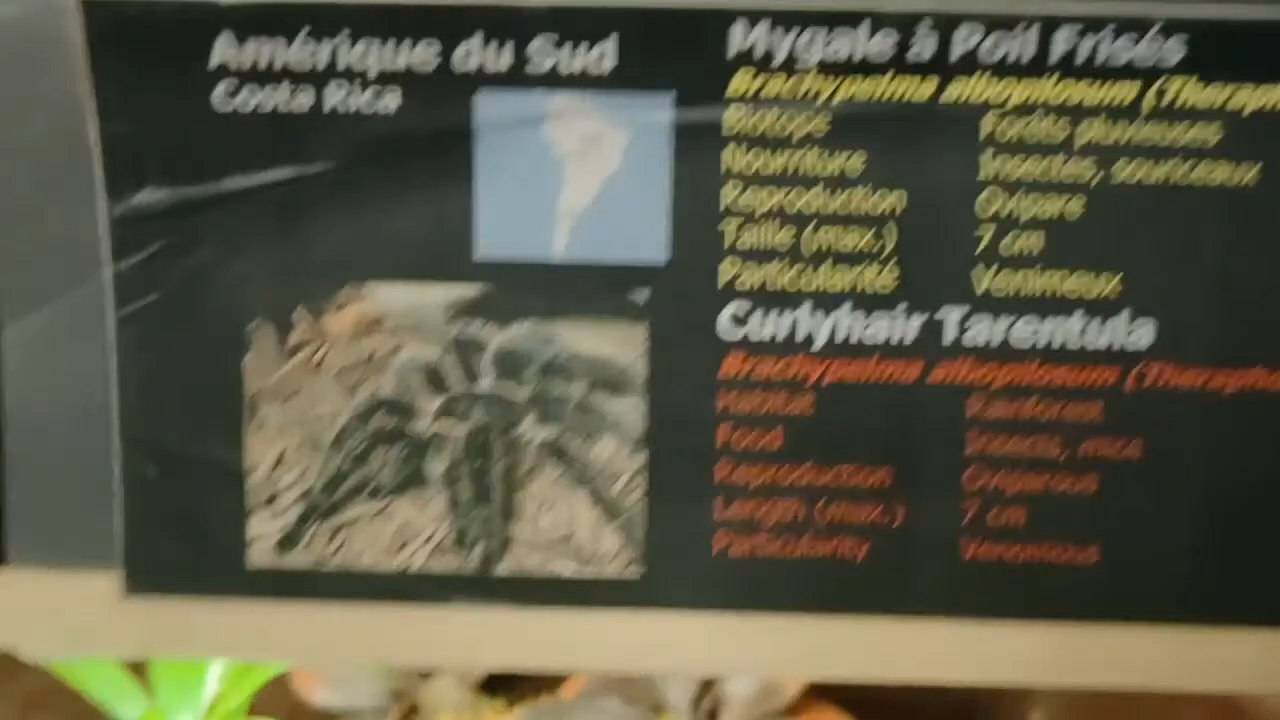 Amérique du Sud
Costa Rica
Mygale à Poil Frisés
Brachypelma albopilosum
Biotope Forêts pluvieuses
Nourriture Insectes, souriceaux
Reproduction Ovipare
Taille (max.) 7 cm
Particularité Venimeux
Curlyhair Tarentula
Brachypelma albopilosum
Habitat Rainforest
Food Insects, mice
Reproduction Oviparous
Length (max.) 7 cm
Particularity Venomous